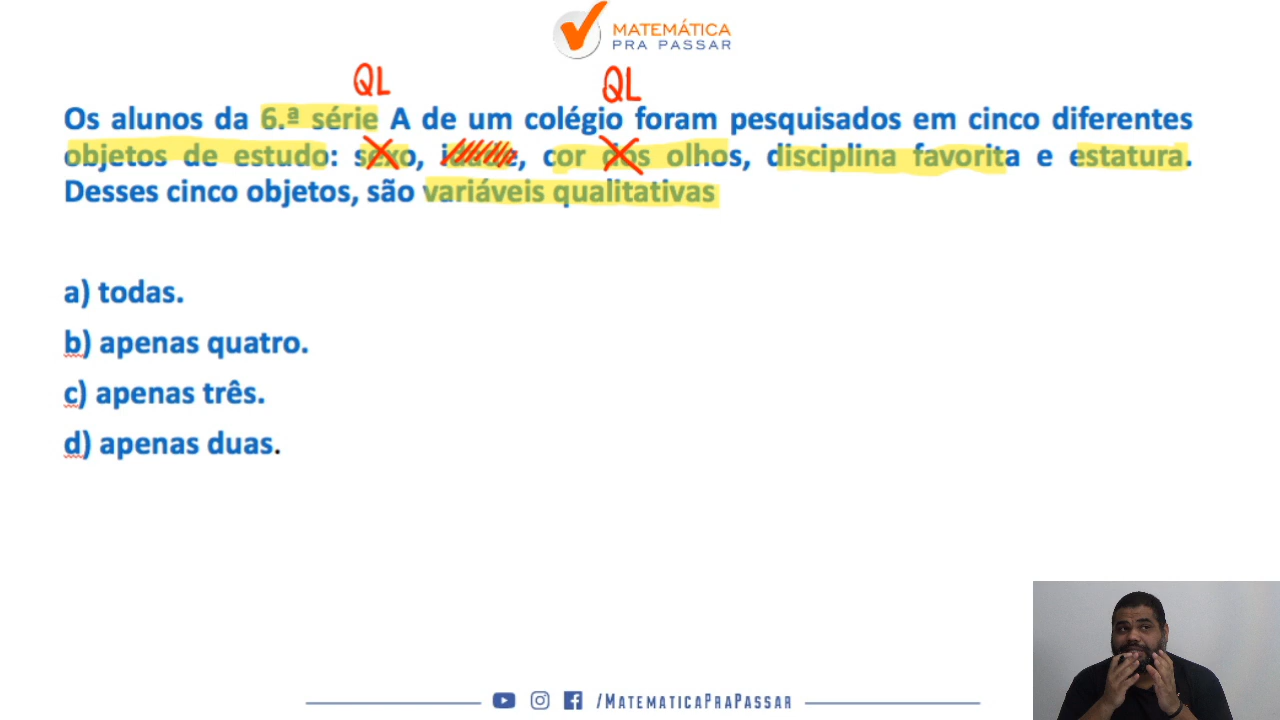 MATEMÁTICA
PRA PASSAR
QL QL
Os alunos da 6.ª série A de um colégio foram pesquisados em cinco diferentes
objetos de estudo: sexo, cor dos olhos, disciplina favorita e estatura.
Desses cinco objetos, são variáveis qualitativas
a) todas.
b) apenas quatro.
c) apenas três.
d) apenas duas.
/MATEMATICAPRAPASSAR